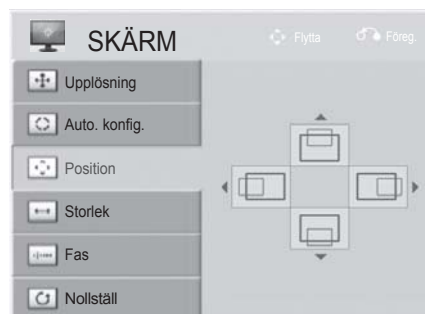 SKÄRM
Flytta
Föreg.
Upplösning
Auto. konfig.
Position
Storlek
Fas
Nollställ